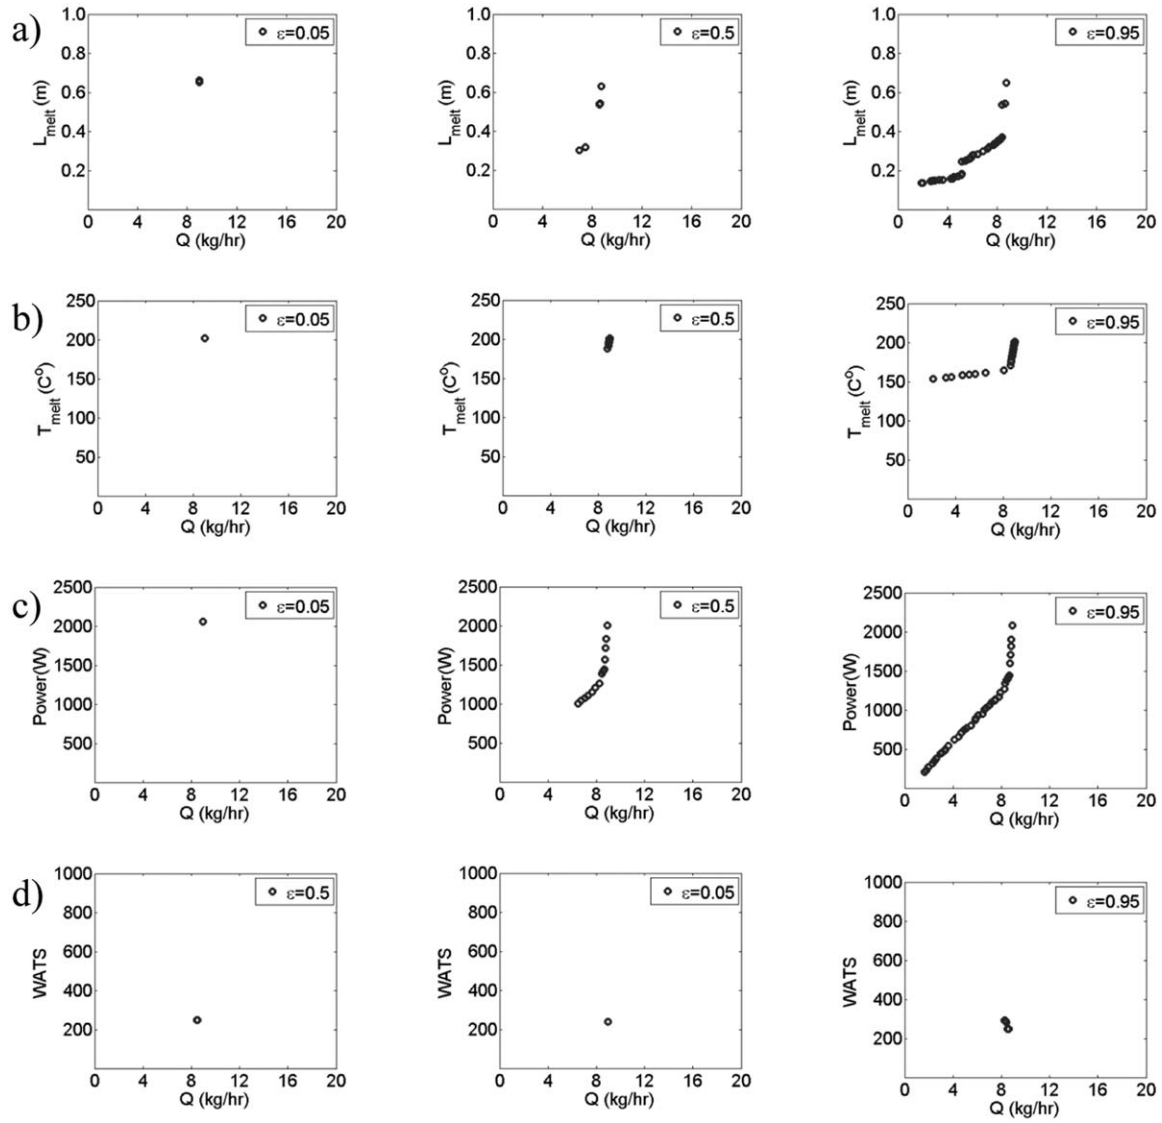 a)
1.0
0.8
0.6
0.4
0.2
0 4 8 12 16 20
L_melt (m)
Q (kg/hr)
ε=0.05
1.0
0.8
0.6
0.4
0.2
0 4 8 12 16 20
L_melt (m)
Q (kg/hr)
ε=0.5
1.0
0.8
0.6
0.4
0.2
0 4 8 12 16 20
L_melt (m)
Q (kg/hr)
ε=0.95
b)
250
200
150
100
50
0 4 8 12 16 20
T_melt (C^o)
Q (kg/hr)
ε=0.05
250
200
150
100
50
0 4 8 12 16 20
T_melt (C^o)
Q (kg/hr)
ε=0.5
250
200
150
100
50
0 4 8 12 16 20
T_melt (C^o)
Q (kg/hr)
ε=0.95
c)
2500
2000
1500
1000
500
0 4 8 12 16 20
Power(W)
Q (kg/hr)
ε=0.05
2500
2000
1500
1000
500
0 4 8 12 16 20
Power(W)
Q (kg/hr)
ε=0.5
2500
2000
1500
1000
500
0 4 8 12 16 20
Power(W)
Q (kg/hr)
ε=0.95
d)
1000
800
600
400
200
0 4 8 12 16 20
WATS
Q (kg/hr)
ε=0.5
1000
800
600
400
200
0 4 8 12 16 20
WATS
Q (kg/hr)
ε=0.05
1000
800
600
400
200
0 4 8 12 16 20
WATS
Q (kg/hr)
ε=0.95